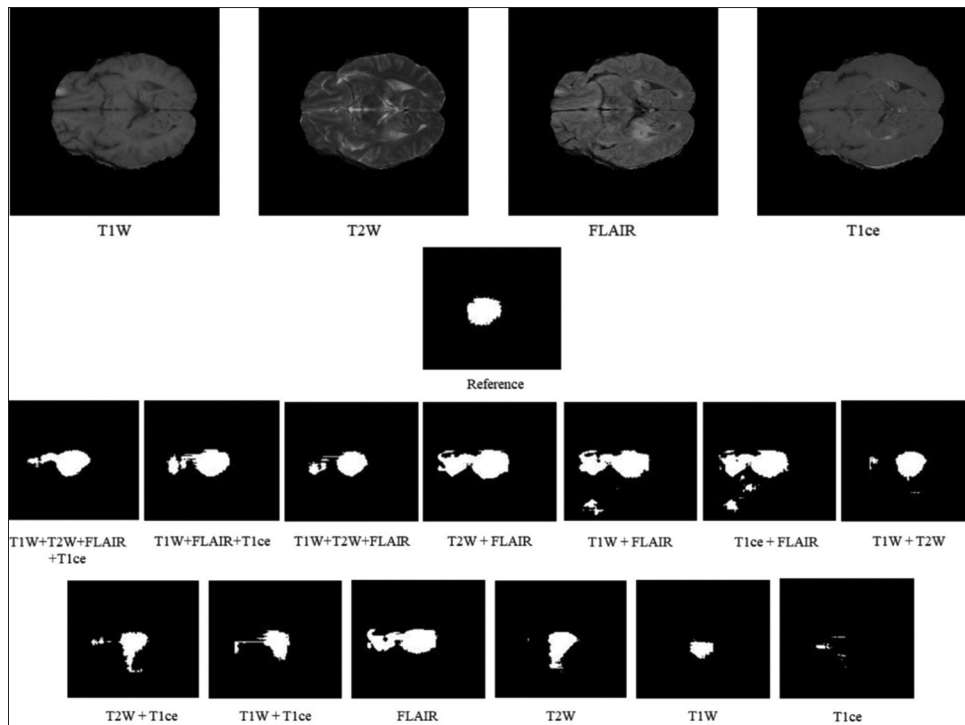 T1W
T2W
FLAIR
T1ce
Reference
T1W+T2W+FLAIR
+T1ce
T1W+FLAIR+T1ce
T1W+T2W+FLAIR
T2W + FLAIR
T1W + FLAIR
T1ce + FLAIR
T1W + T2W
T2W + T1ce
T1W + T1ce
FLAIR
T2W
T1W
T1ce